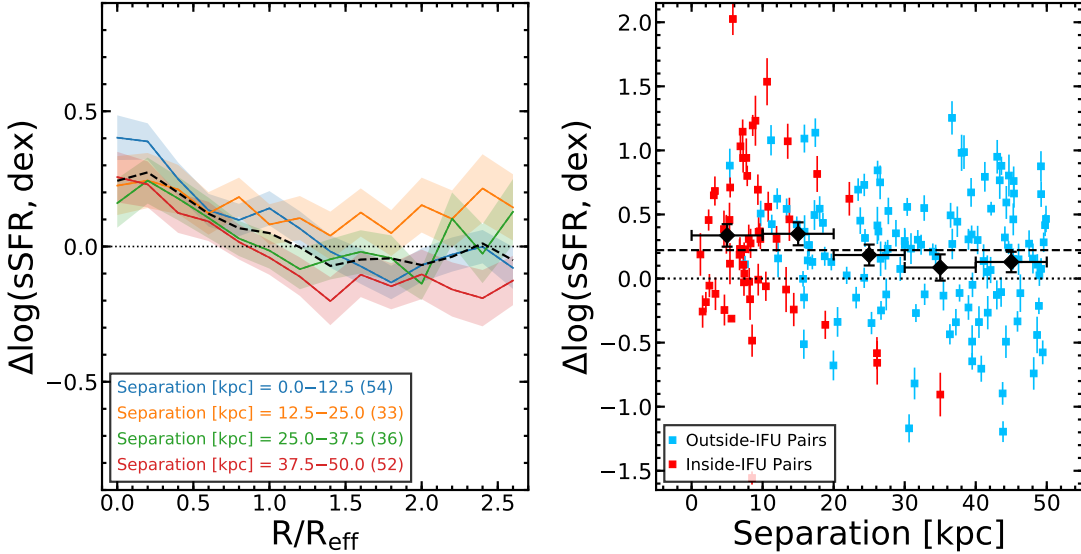 Δlog(sSFR, dex)
0.5
0.0
−0.5
Separation [kpc] = 0.0−12.5 (54)
Separation [kpc] = 12.5−25.0 (33)
Separation [kpc] = 25.0−37.5 (36)
Separation [kpc] = 37.5−50.0 (52)
0.0 0.5 1.0 1.5 2.0 2.5
R/Reff
Δlog(sSFR, dex)
2.0
1.5
1.0
0.5
0.0
−0.5
−1.0
−1.5
Outside-IFU Pairs
Inside-IFU Pairs
0 10 20 30 40 50
Separation [kpc]